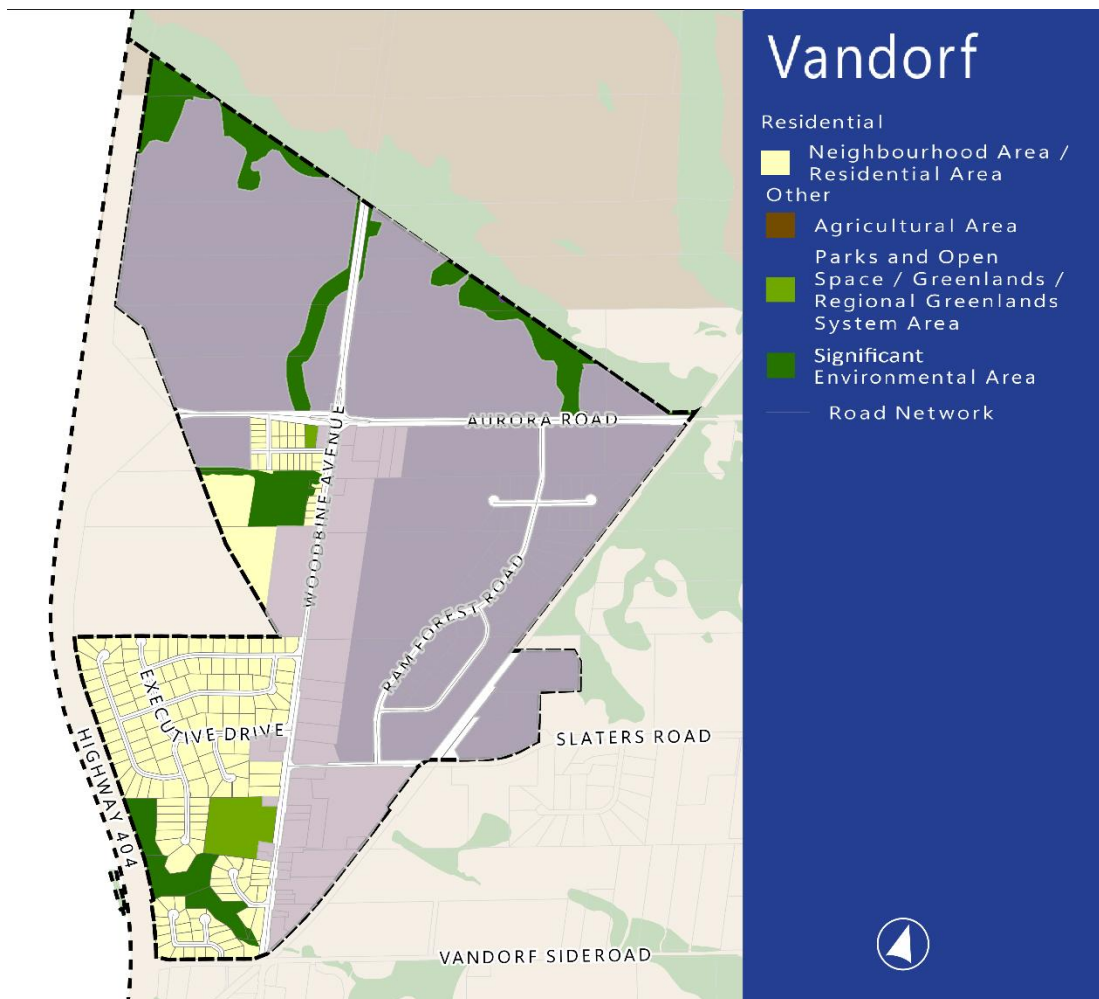 Vandorf
Residential
Neighbourhood Area /
Residential Area
Other
Agricultural Area
Parks and Open
Space / Greenlands /
Regional Greenlands
System Area
Significant
Environmental Area
Road Network
AURORA ROAD
WOODBINE AVENUE
RAM FOREST ROAD
EXECUTIVE DRIVE
SLATERS ROAD
HIGHWAY 404
VANDORF SIDEROAD